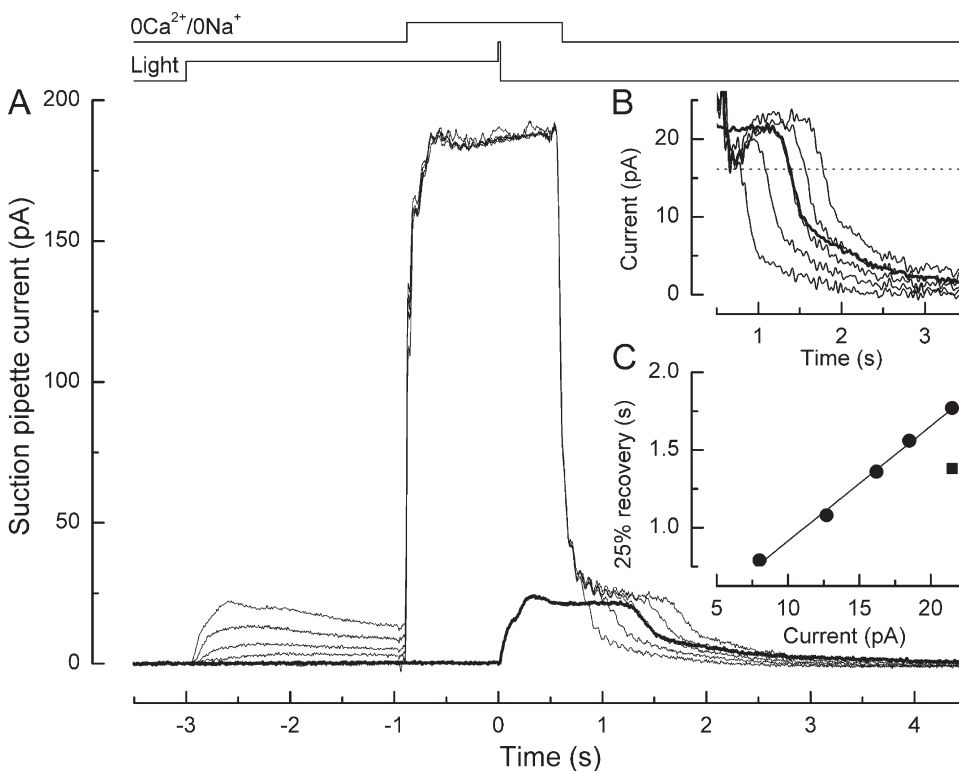 0Ca²⁺/0Na⁺
Light
A
200
150
100
50
0
Suction pipette current (pA)
-3
-2
-1
0
1
2
3
4
Time (s)
B
20
10
0
Current (pA)
1
2
3
Time (s)
C
2.0
1.5
1.0
25% recovery (s)
5
10
15
20
Current (pA)